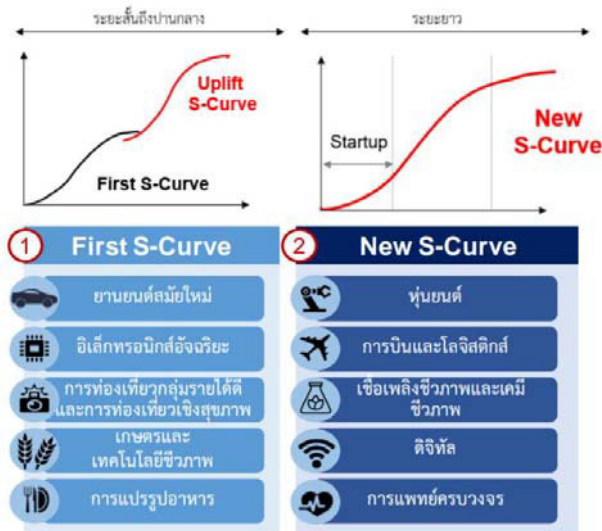 ระยะสั้นถึงปานกลาง
ระยะยาว
Uplift
S-Curve
First S-Curve
Startup
New
S-Curve
1 First S-Curve
ยานยนต์สมัยใหม่
อิเล็กทรอนิกส์อัจฉริยะ
การท่องเที่ยวกลุ่มรายได้ดี
และการท่องเที่ยวเชิงสุขภาพ
เกษตรและ
เทคโนโลยีชีวภาพ
การแปรรูปอาหาร
2 New S-Curve
หุ่นยนต์
การบินและโลจิสติกส์
เชื้อเพลิงชีวภาพและเคมี
ชีวภาพ
ดิจิทัล
การแพทย์ครบวงจร